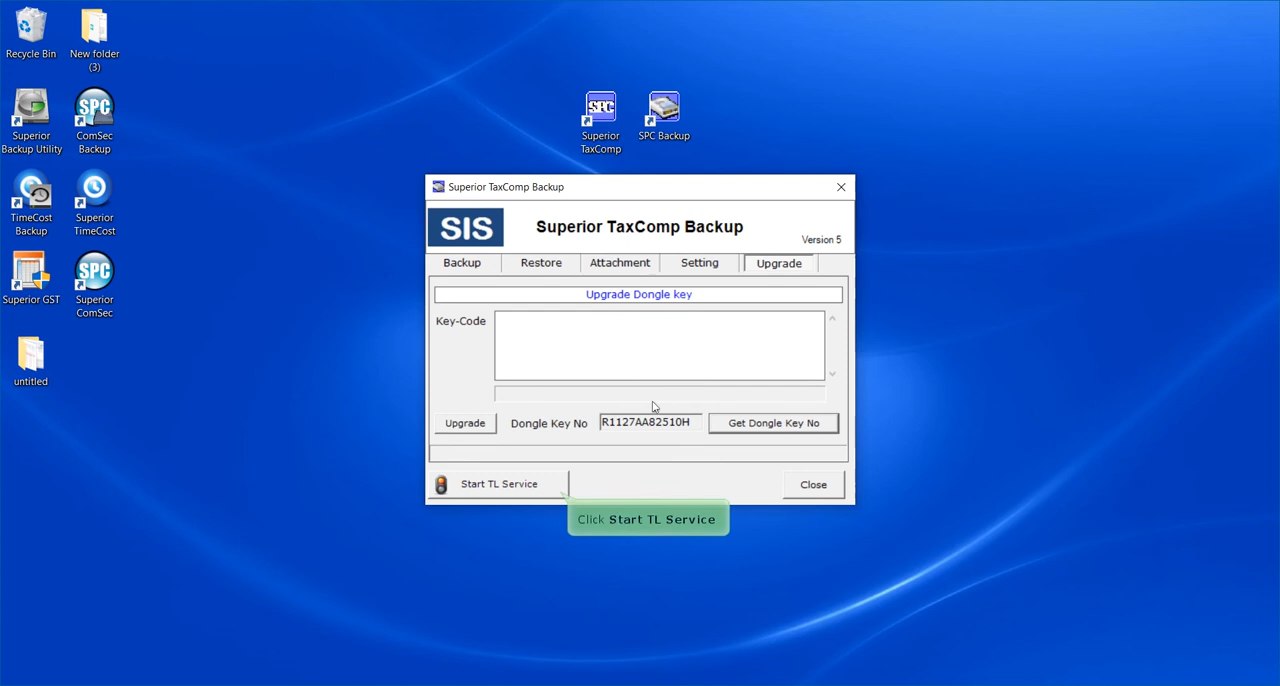 Recycle Bin
New folder
(3)
Superior
Backup Utility
SPC
ComSec
Backup
TimeCost
Backup
Superior
TimeCost
Superior GST
SPC
Superior
ComSec
untitled
SPC
Superior
TaxComp
SPC Backup
Superior TaxComp Backup
SIS
Superior TaxComp Backup
Version 5
Backup
Restore
Attachment
Setting
Upgrade
Upgrade Dongle key
Key-Code
Upgrade
Dongle Key No
R1127AA82510H
Get Dongle Key No
Start TL Service
Close
Click Start TL Service